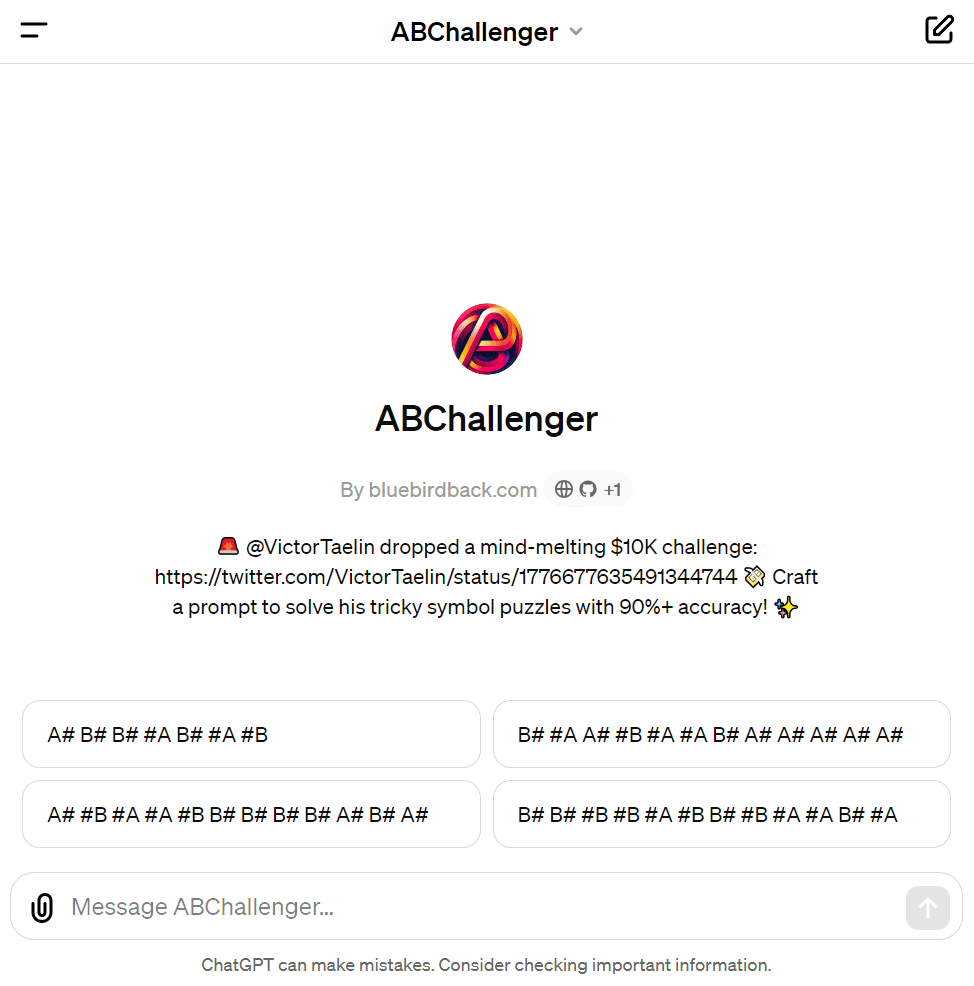 ABChallenger
ABChallenger
By bluebirdback.com +1
🚨 @VictorTaelin dropped a mind-melting $10K challenge:
https://twitter.com/VictorTaelin/status/1776677635491344744 💸 Craft
a prompt to solve his tricky symbol puzzles with 90%+ accuracy! ✨
A# B# B# #A B# #A #B
B# #A A# #B #A #A B# A# A# A# A# A#
A# #B #A #A #B B# B# B# B# A# B# A#
B# B# #B #B #A #B B# #B #A #A B# #A
Message ABChallenger...
ChatGPT can make mistakes. Consider checking important information.